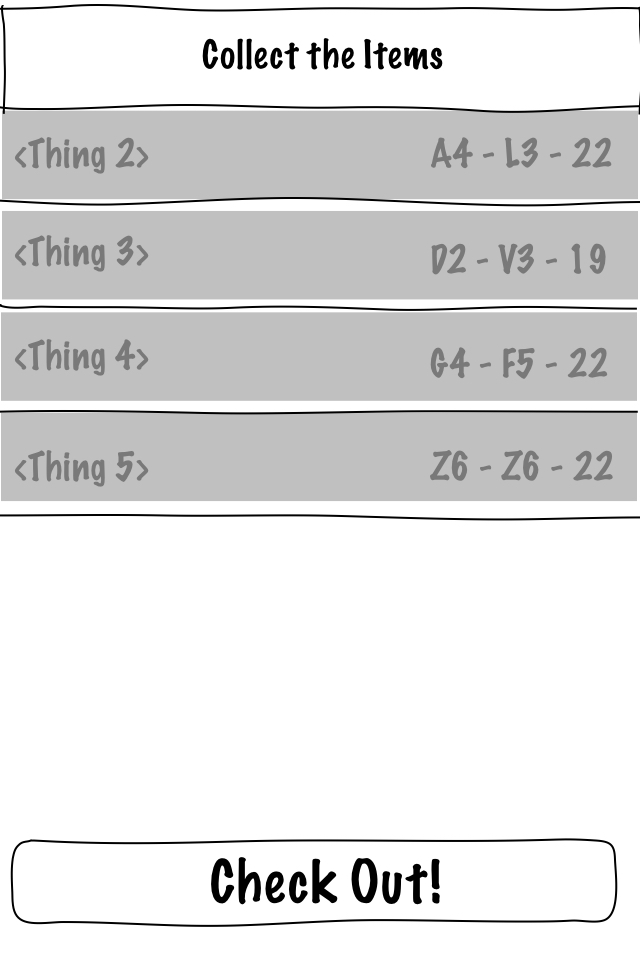 Collect the Items
<Thing 2> A4 - L3 - 22
<Thing 3> D2 - V3 - 19
<Thing 4> G4 - F5 - 22
<Thing 5> Z6 - Z6 - 22
Check Out!